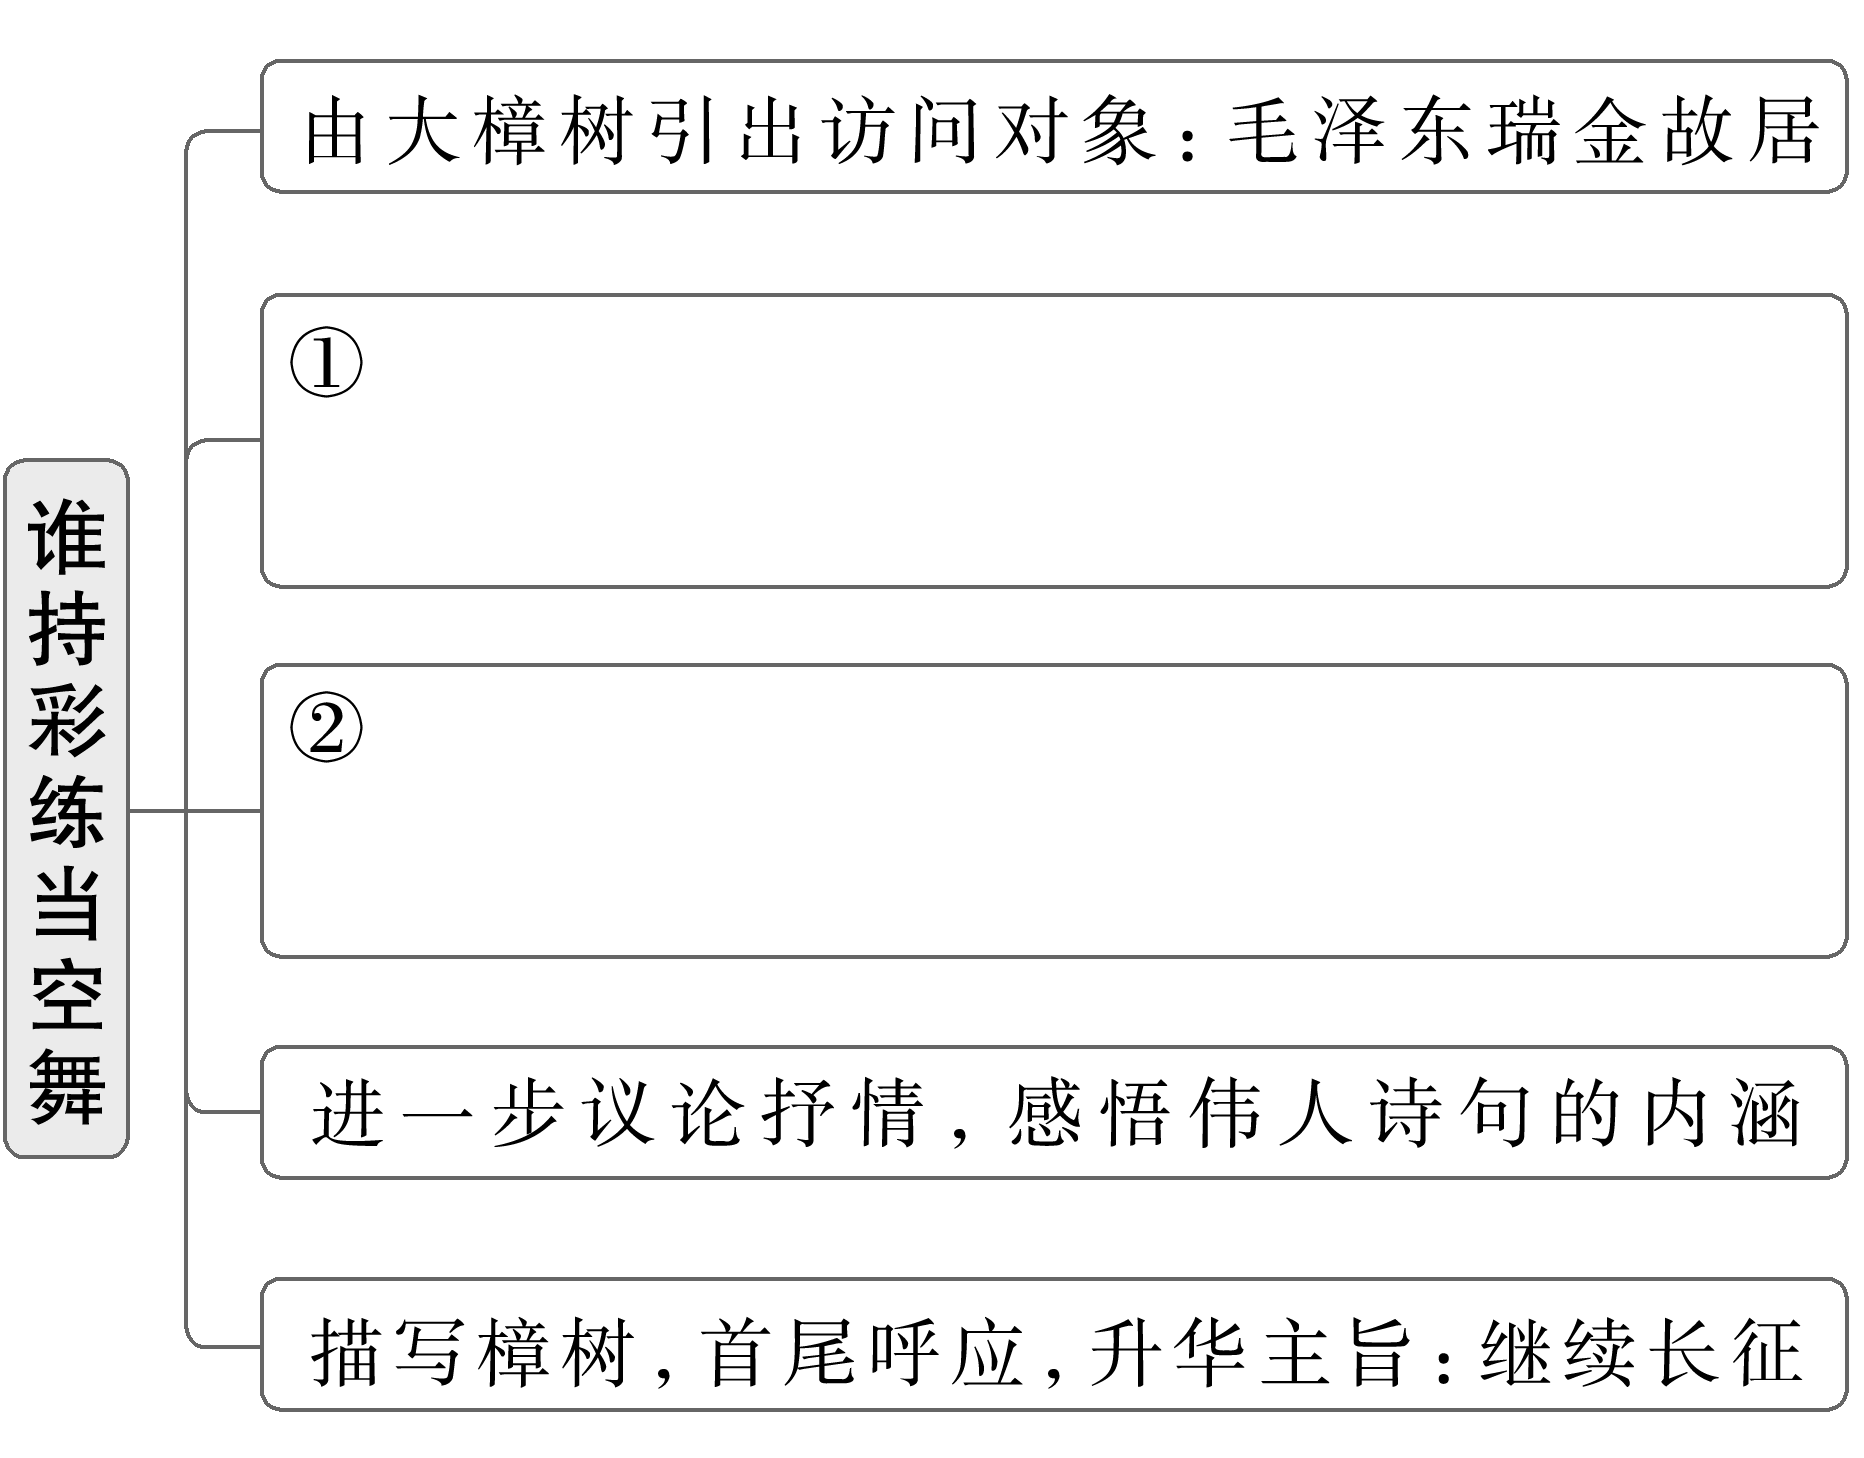 谁持彩练当空舞
由大樟树引出访问对象：毛泽东瑞金故居
①
②
进一步议论抒情，感悟伟人诗句的内涵
描写樟树，首尾呼应，升华主旨：继续长征